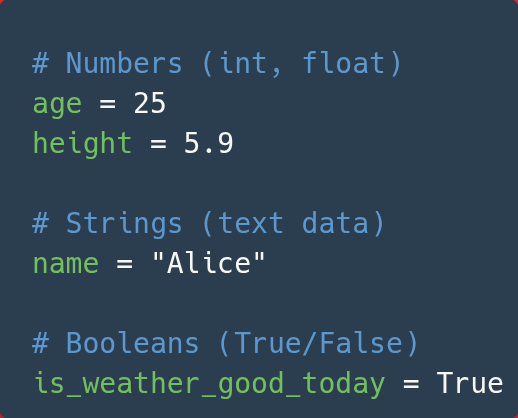 # Numbers (int, float)
age = 25
height = 5.9
# Strings (text data)
name = "Alice"
# Booleans (True/False)
is_weather_good_today = True